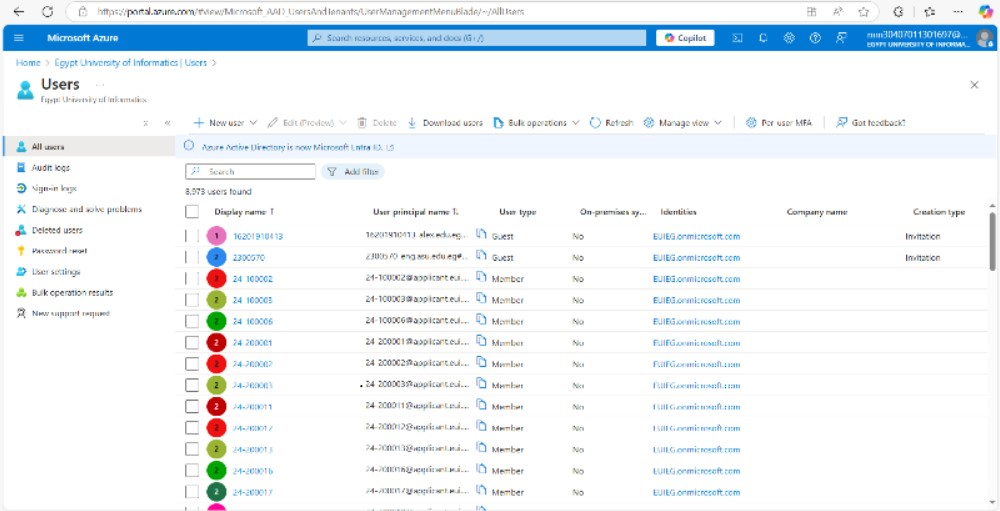 https://portal.azure.com/#view/Microsoft_AAD_UsersAndTenants/UserManagementMenuBlade/~/AllUsers
Microsoft Azure
Search resources, services, and docs (G+/)
Copilot
EGYPT UNIVERSITY OF INFORMA...
Home > Egypt University of Informatics | Users >
Users ...
Egypt University of Informatics
New user
Edit (Preview)
Delete
Download users
Bulk operations
Refresh
Manage view
Per-user MFA
Got feedback?
All users
Audit logs
Sign-in logs
Diagnose and solve problems
Deleted users
Password reset
User settings
Bulk operation results
New support request
Azure Active Directory is now Microsoft Entra ID.
Search
Add filter
8,973 users found
Display name ↑ User principal name ↑↓ User type On-premises sy... Identities Company name Creation type
1 16201910413 16201910413_alex.edu.eg... Guest No EUIEG.onmicrosoft.com Invitation
2 2300570 2300570_eng.asu.edu.eg#... Guest No EUIEG.onmicrosoft.com Invitation
2 24-100002 24-100002@applicant.eui... Member No EUIEG.onmicrosoft.com
2 24-100003 24-100003@applicant.eui... Member No EUIEG.onmicrosoft.com
2 24-100006 24-100006@applicant.eui... Member No EUIEG.onmicrosoft.com
2 24-200001 24-200001@applicant.eui... Member No EUIEG.onmicrosoft.com
2 24-200002 24-200002@applicant.eui... Member No EUIEG.onmicrosoft.com
2 24-200003 24-200003@applicant.eui... Member No EUIEG.onmicrosoft.com
2 24-200011 24-200011@applicant.eui... Member No EUIEG.onmicrosoft.com
2 24-200012 24-200012@applicant.eui... Member No EUIEG.onmicrosoft.com
2 24-200013 24-200013@applicant.eui... Member No EUIEG.onmicrosoft.com
2 24-200016 24-200016@applicant.eui... Member No EUIEG.onmicrosoft.com
2 24-200017 24-200017@applicant.eui... Member No EUIEG.onmicrosoft.com